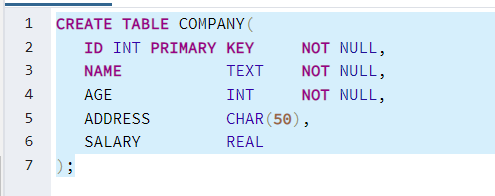 1 CREATE TABLE COMPANY(
2 ID INT PRIMARY KEY NOT NULL,
3 NAME TEXT NOT NULL,
4 AGE INT NOT NULL,
5 ADDRESS CHAR(50),
6 SALARY REAL
7 );